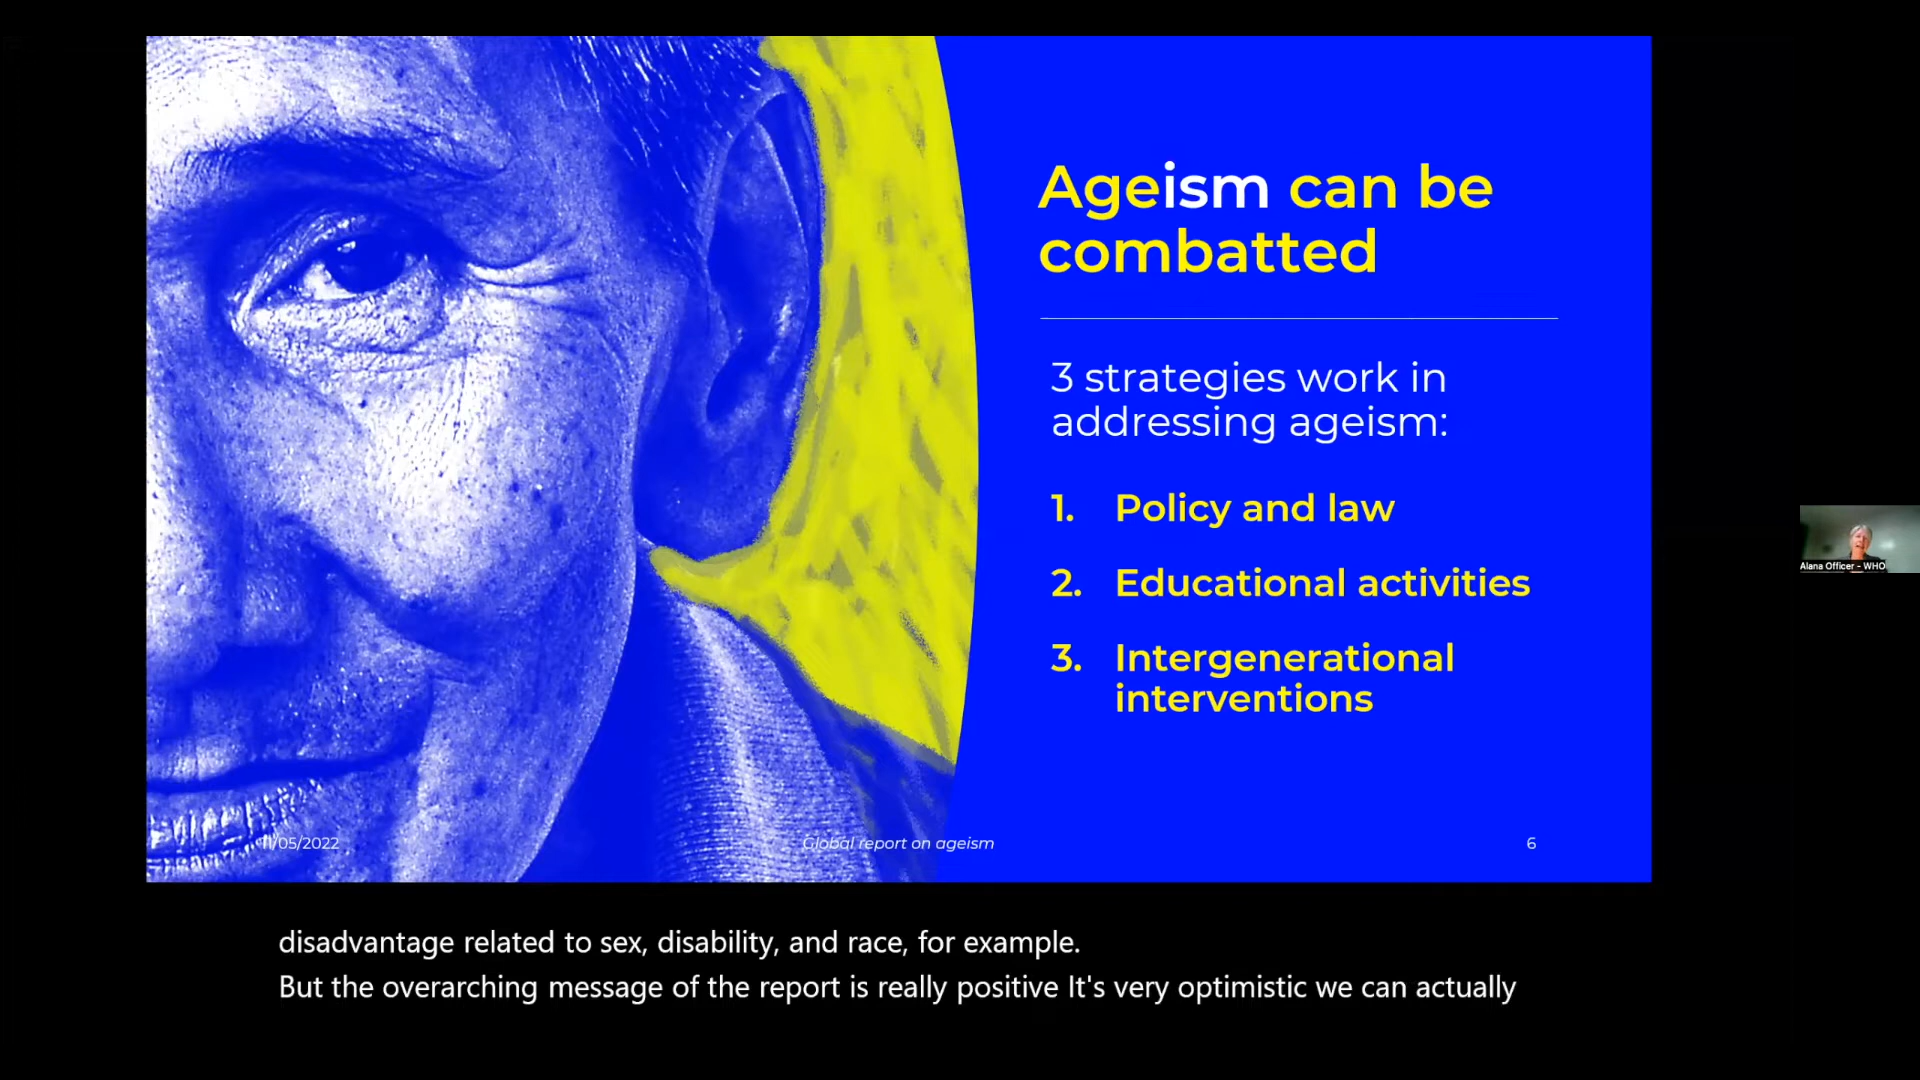 Ageism can be
combatted
3 strategies work in
addressing ageism:
1. Policy and law
2. Educational activities
3. Intergenerational
interventions
11/05/2022
Global report on ageism
6
Alana Officer - WHO
disadvantage related to sex, disability, and race, for example.
But the overarching message of the report is really positive It's very optimistic we can actually